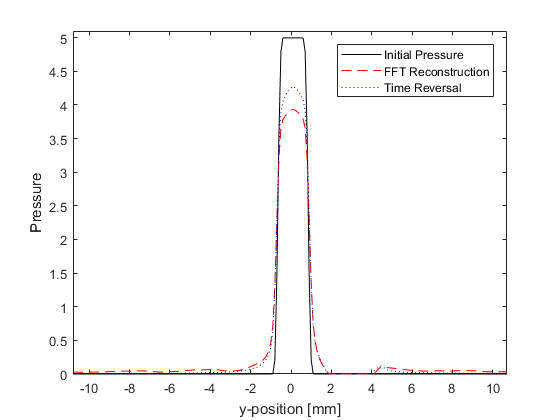 Initial Pressure
FFT Reconstruction
Time Reversal
5
4.5
4
3.5
3
2.5
2
1.5
1
0.5
0
Pressure
-10 -8 -6 -4 -2 0 2 4 6 8 10
y-position [mm]